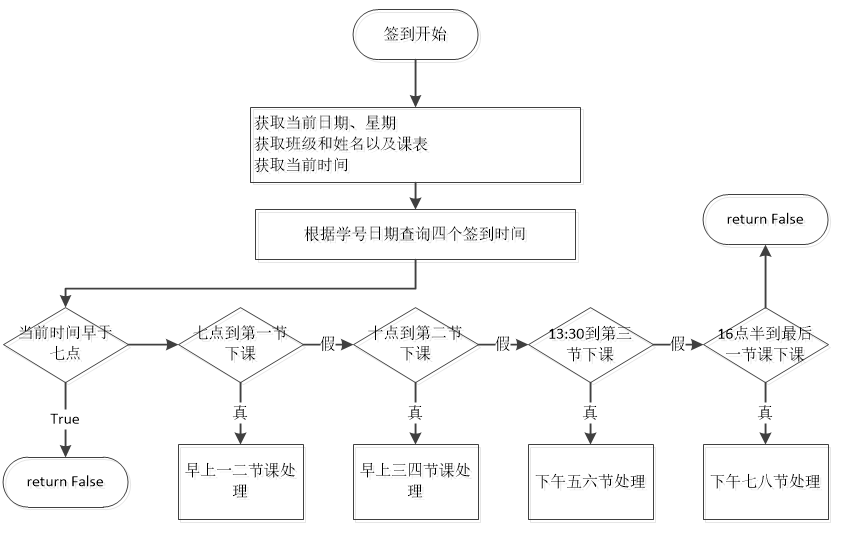 签到开始
获取当前日期、星期
获取班级和姓名以及课表
获取当前时间
根据学号日期查询四个签到时间
return False
当前时间早于
七点
七点到第一节
下课
假
十点到第二节
下课
假
13:30到第三
节下课
假
16点半到最后
一节课下课
True
真
真
真
真
return False
早上一二节课处
理
早上三四节课处
理
下午五六节处理
下午七八节处理